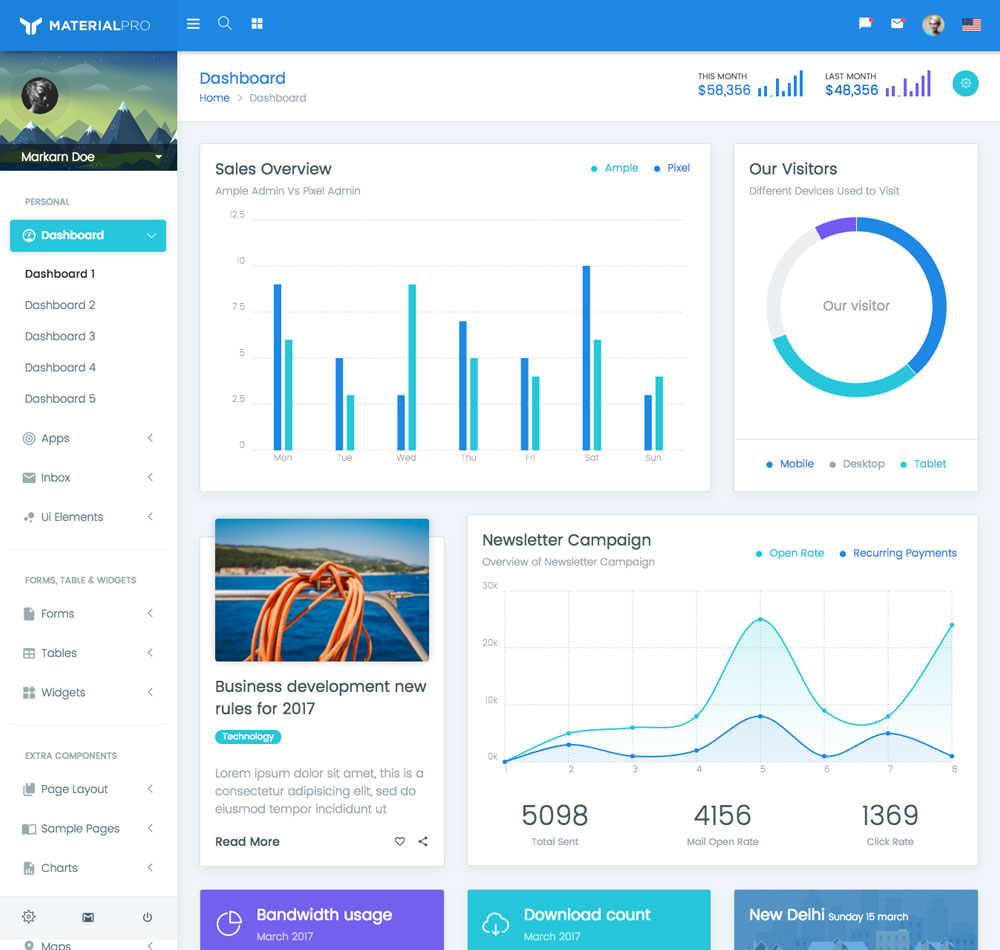 MATERIALPRO
Markarn Doe
PERSONAL
Dashboard
Dashboard 1
Dashboard 2
Dashboard 3
Dashboard 4
Dashboard 5
Apps
Inbox
Ui Elements
FORMS, TABLE & WIDGETS
Forms
Tables
Widgets
EXTRA COMPONENTS
Page Layout
Sample Pages
Charts
Maps
Dashboard
Home > Dashboard
THIS MONTH
$58,356
LAST MONTH
$48,356
Sales Overview
Ample Admin Vs Pixel Admin
Ample Pixel
12.5
10
7.5
5
2.5
0
Mon Tue Wed Thu Fri Sat Sun
Our Visitors
Different Devices Used to Visit
Our visitor
Mobile Desktop Tablet
Business development new
rules for 2017
Technology
Lorem ipsum dolor sit amet, this is a
consectetur adipisicing elit, sed do
eiusmod tempor incididunt ut
Read More
Newsletter Campaign
Overview of Newsletter Campaign
Open Rate Recurring Payments
30k
20k
10k
0k
1 2 3 4 5 6 7 8
5098
Total Sent
4156
Mail Open Rate
1369
Click Rate
Bandwidth usage
March 2017
Download count
March 2017
New Delhi Sunday 15 march